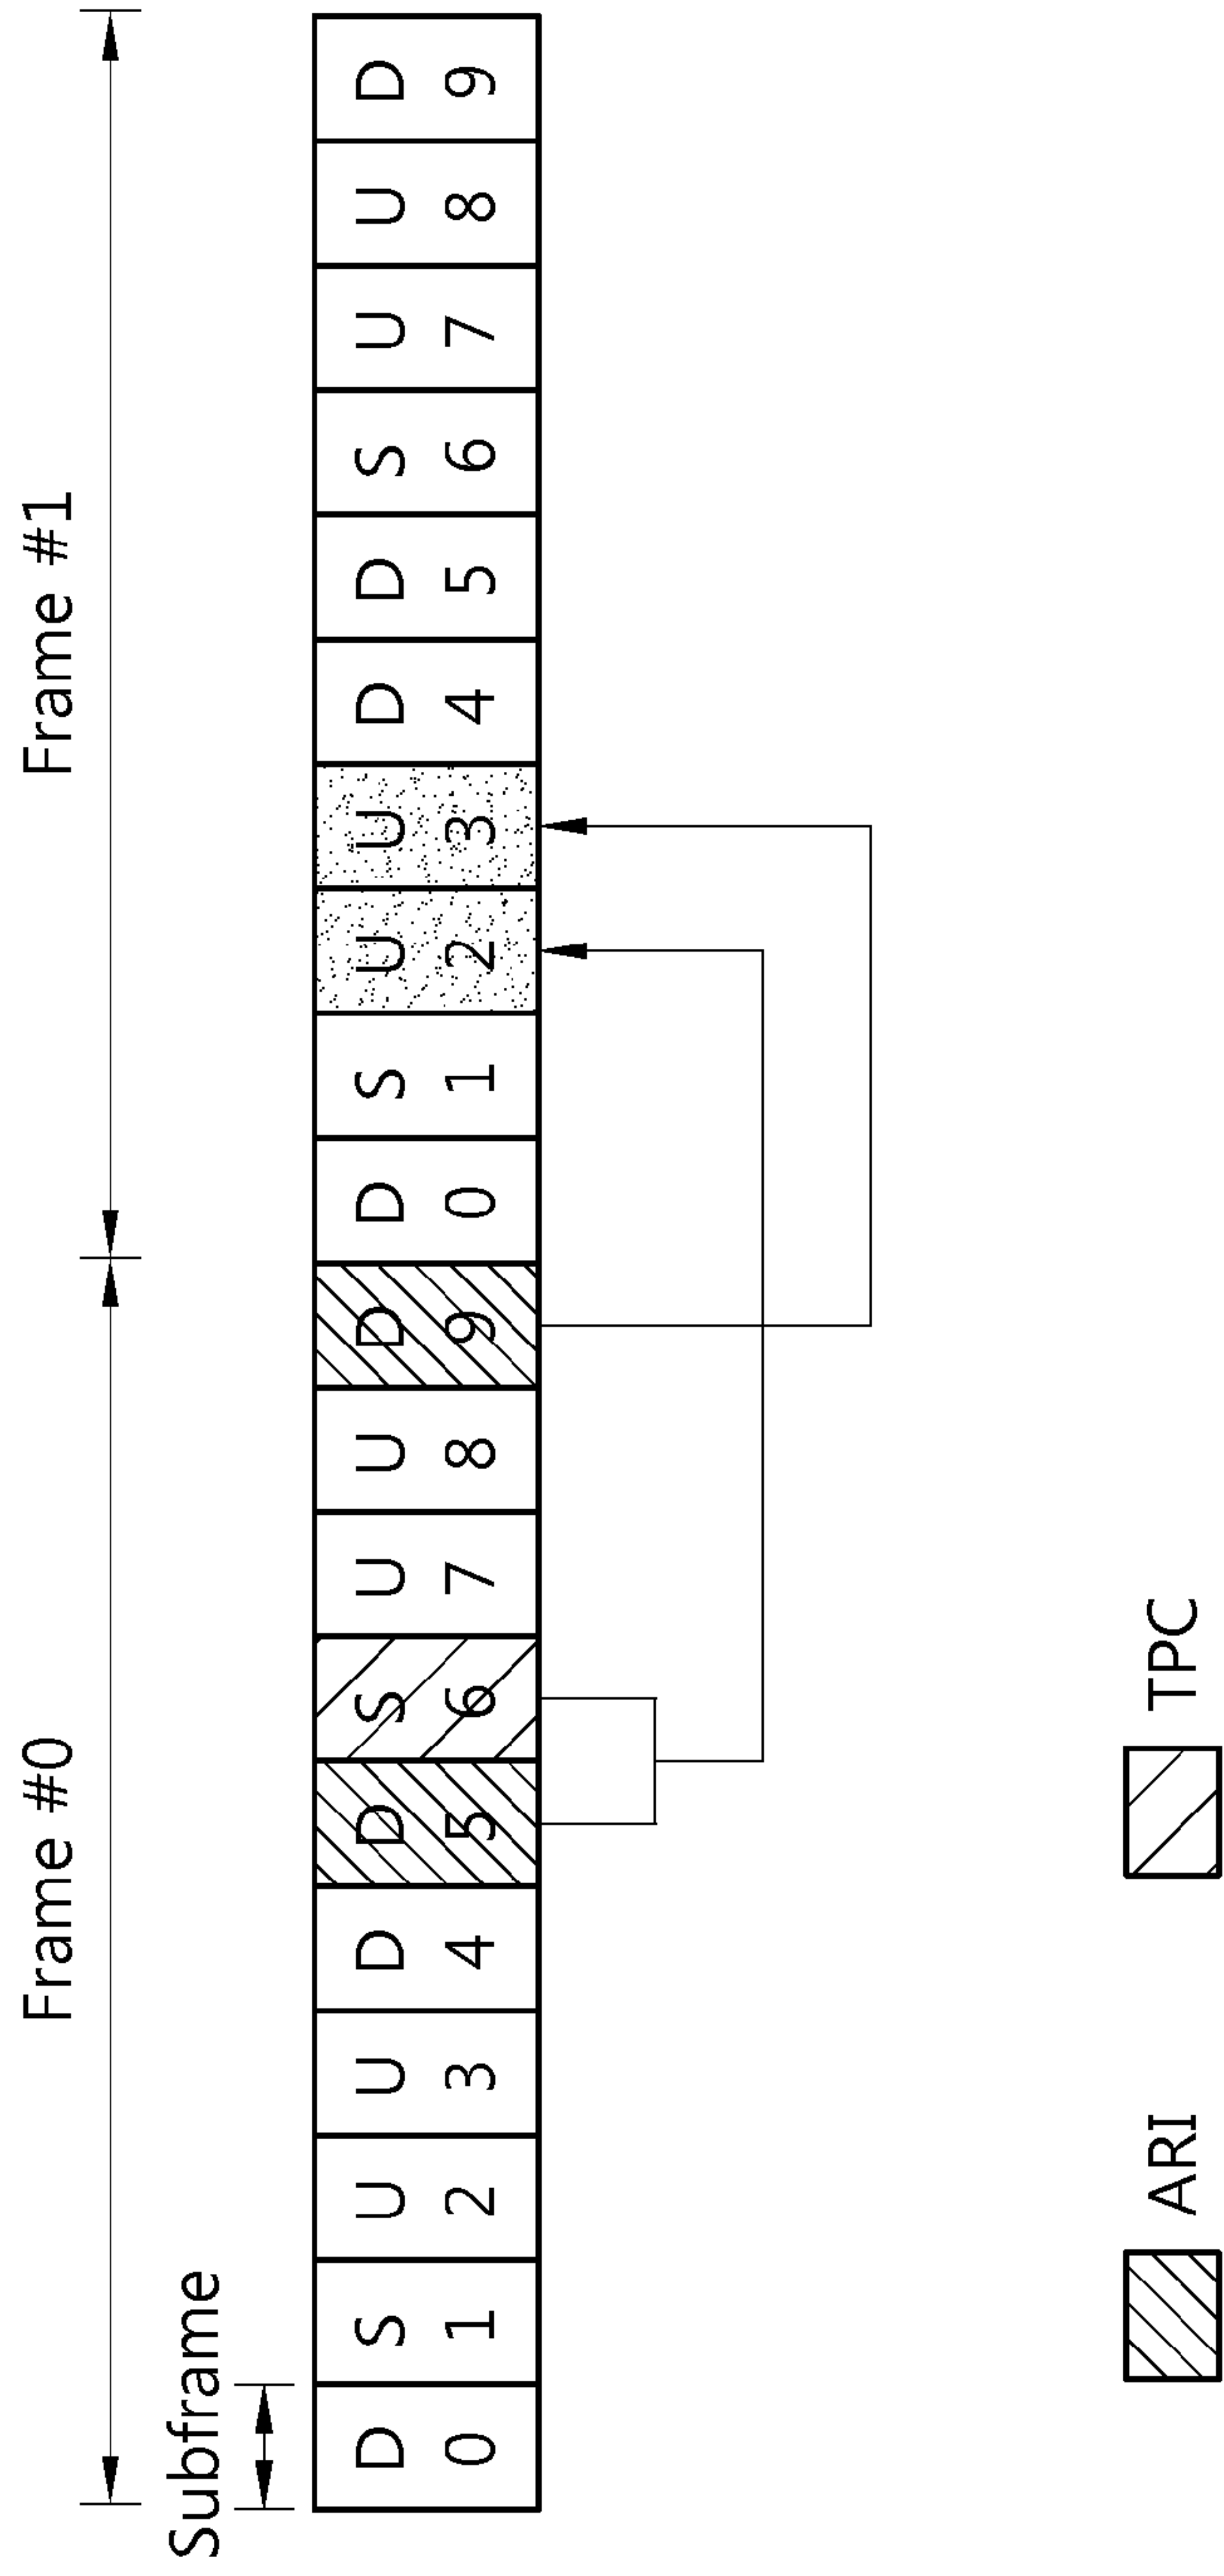 Frame #0 Frame #1
Subframe
D S U U D D S U U D D S U U D D S U U D
0 1 2 3 4 5 6 7 8 9 0 1 2 3 4 5 6 7 8 9
ARI TPC